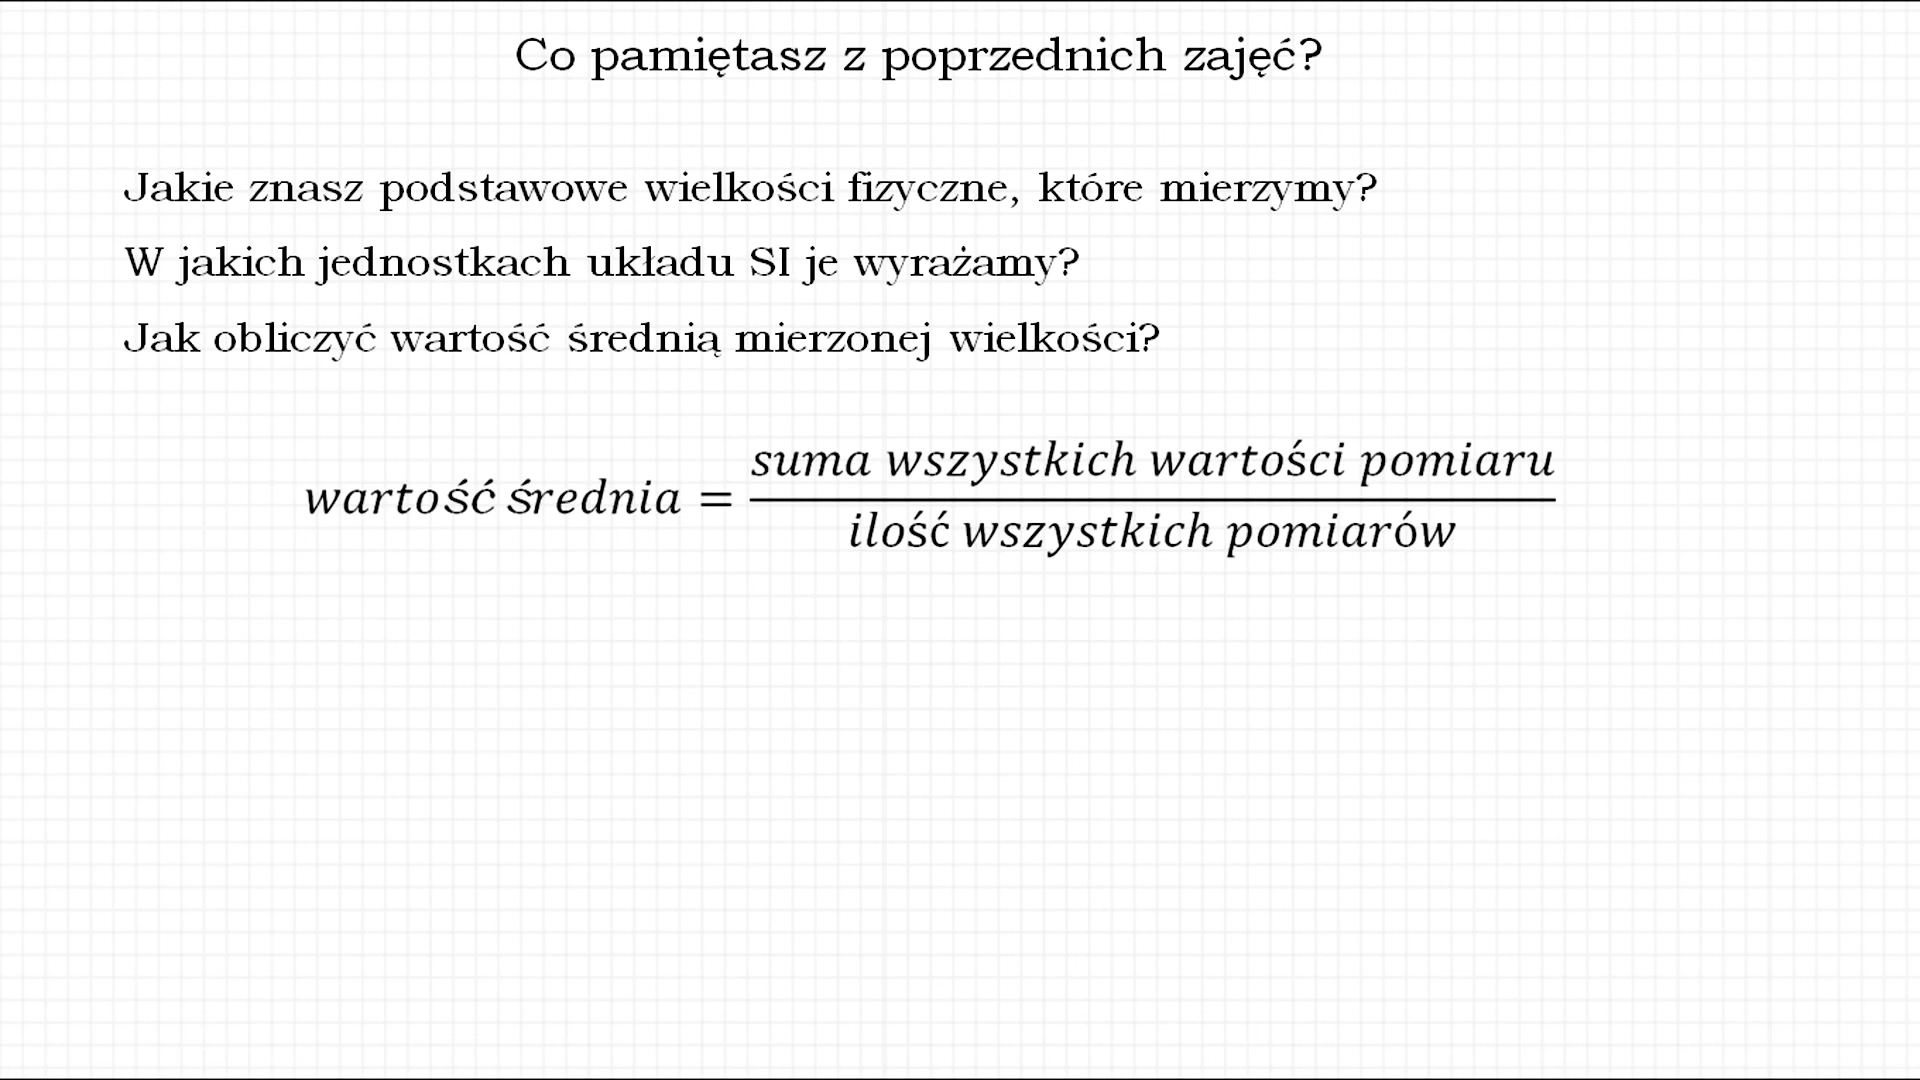 Co pamiętasz z poprzednich zajęć?
Jakie znasz podstawowe wielkości fizyczne, które mierzymy?
W jakich jednostkach układu SI je wyrażamy?
Jak obliczyć wartość średnią mierzonej wielkości?
wartość średnia = suma wszystkich wartości pomiaru
ilość wszystkich pomiarów